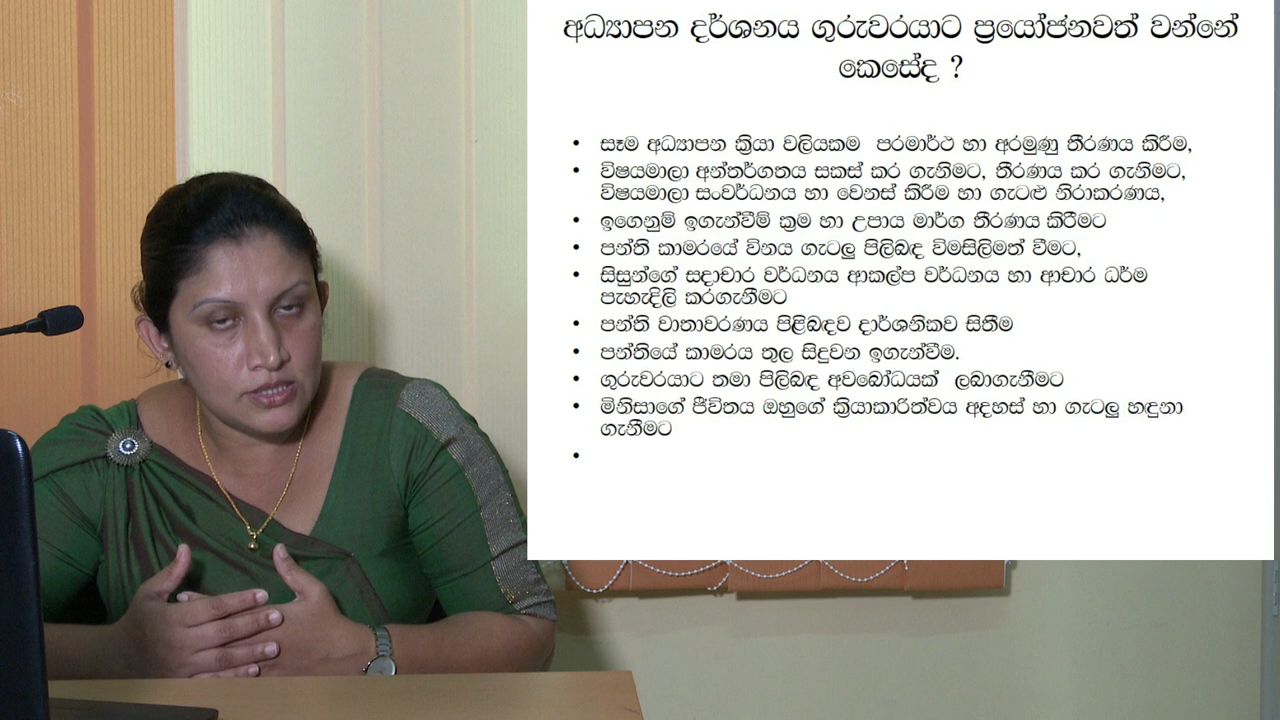 අධ්‍යාපන දර්ශනය ගුරුවරයාට ප්‍රයෝජනවත් වන්නේ
කෙසේද ?
• සෑම අධ්‍යාපන ක්‍රියා වලියකම පරමාර්ථ හා අරමුණු තීරණය කිරීම,
• විෂයමාලා අන්තර්ගතය සකස් කර ගැනිමට, තීරණය කර ගැනිමට,
විෂයමාලා සංවර්ධනය හා වෙනස් කිරීම හා ගැටළු නිරාකරණය,
• ඉගෙනුම් ඉගැන්වීම් ක්‍රම හා උපාය මාර්ග තීරණය කිරීමට
• පන්ති කාමරයේ විනය ගැටලු පිලිබඳ විමසිලිමත් වීමට,
• සිසුන්ගේ සදාචාර වර්ධනය ආකල්ප වර්ධනය හා ආචාර ධර්ම
පැහැදිලි කරගැනීමට
• පන්ති වාතාවරණය පිළිබඳව දාර්ශනිකව සිතීම
• පන්තියේ කාමරය තුල සිදුවන ඉගැන්වීම.
• ගුරුවරයාට තමා පිලිබඳ අවබෝධයක් ලබාගැනීමට
• මිනිසාගේ ජීවිතය ඔහුගේ ක්‍රියාකාරිත්වය අදහස් හා ගැටලු හඳුනා
ගැනීමට
•